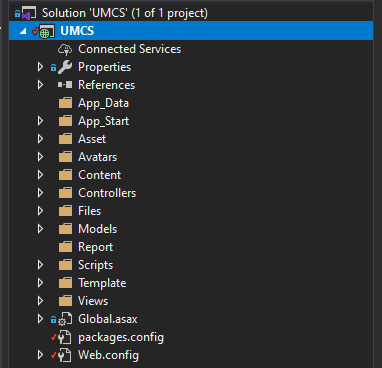 Solution 'UMCS' (1 of 1 project)
UMCS
Connected Services
Properties
References
App_Data
App_Start
Asset
Avatars
Content
Controllers
Files
Models
Report
Scripts
Template
Views
Global.asax
packages.config
Web.config